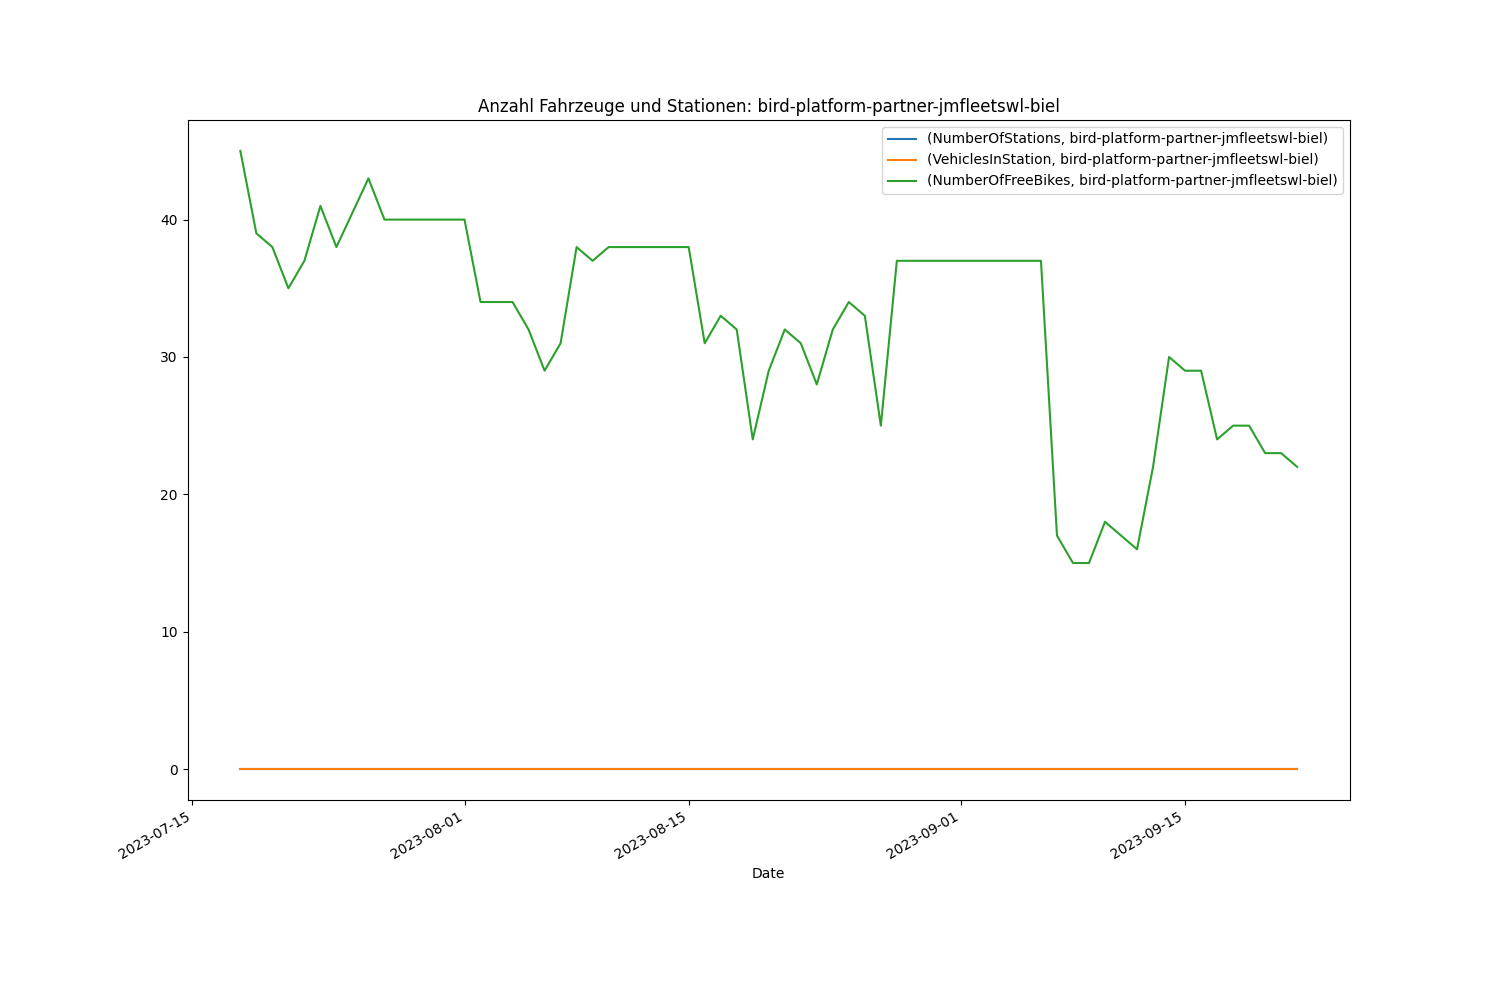 Anzahl Fahrzeuge und Stationen: bird-platform-partner-jmfleetswl-biel
(NumberOfStations, bird-platform-partner-jmfleetswl-biel)
(VehiclesInStation, bird-platform-partner-jmfleetswl-biel)
(NumberOfFreeBikes, bird-platform-partner-jmfleetswl-biel)
40
30
20
10
0
2023-07-15
2023-08-01
2023-08-15
2023-09-01
2023-09-15
Date